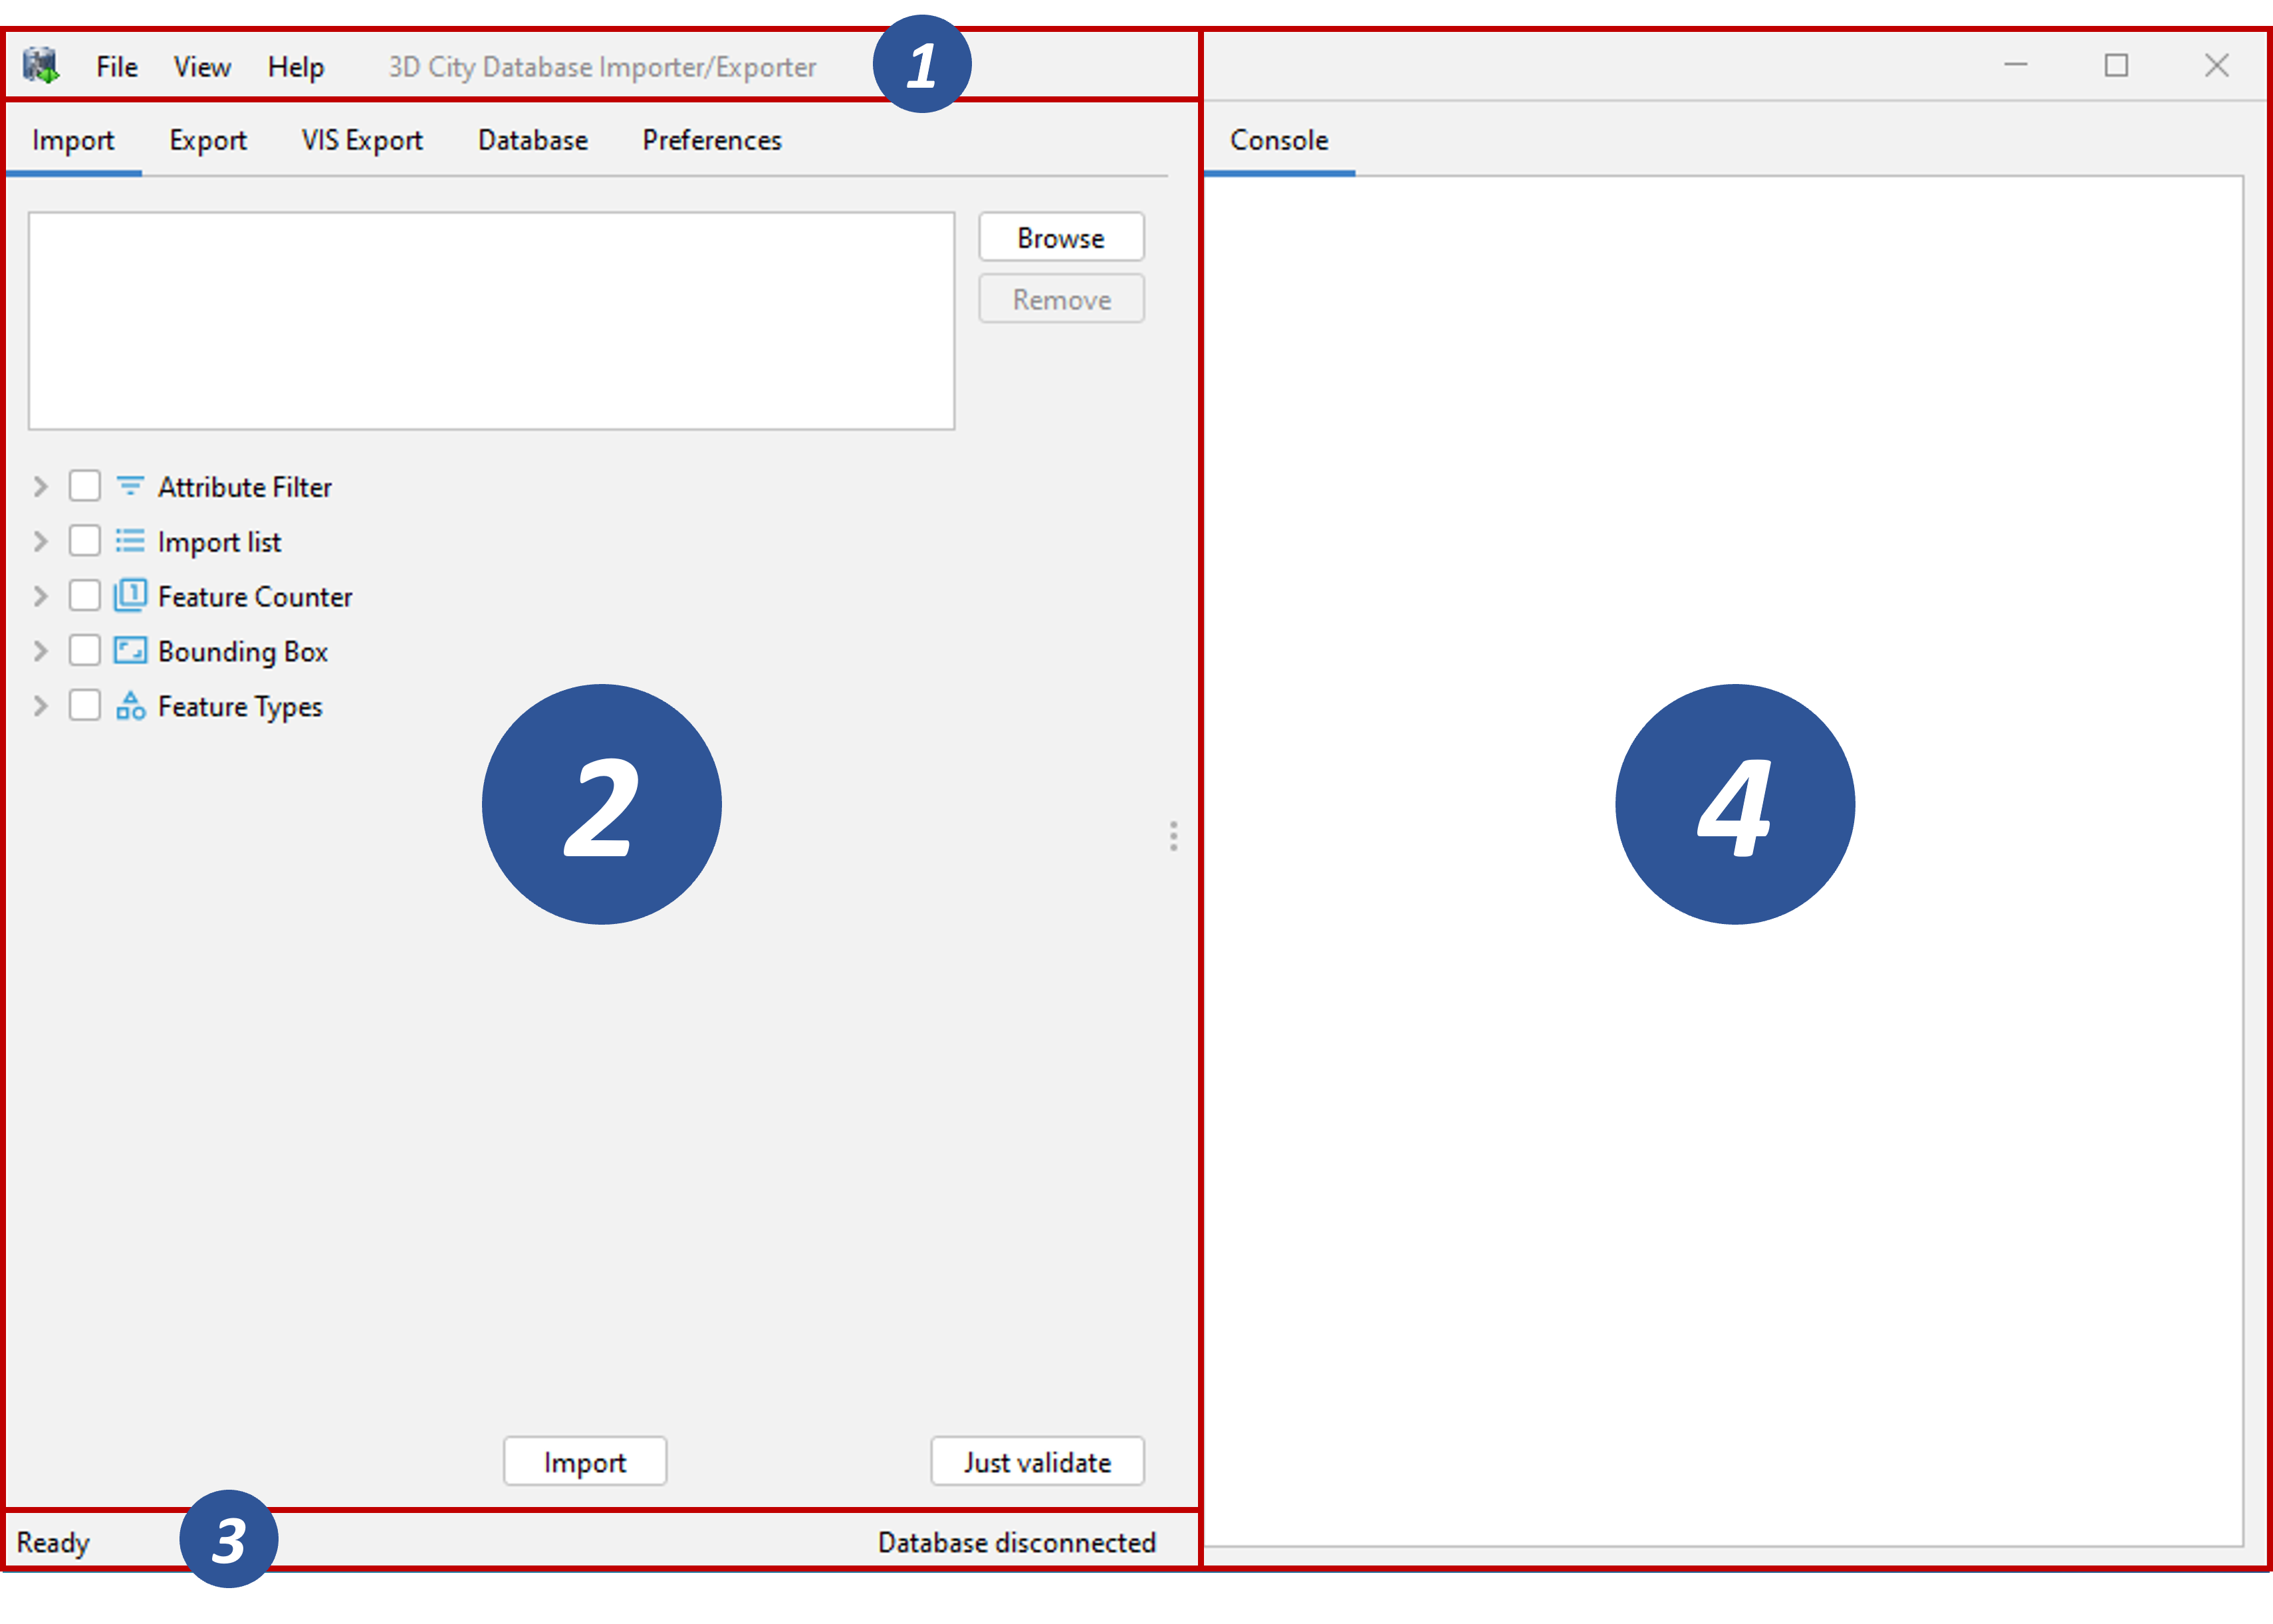 File View Help 3D City Database Importer/Exporter 1
Import Export VIS Export Database Preferences
Browse
Remove
Attribute Filter
Import list
1 Feature Counter
Bounding Box
Feature Types
2
Import Just validate
Ready 3 Database disconnected
Console
4